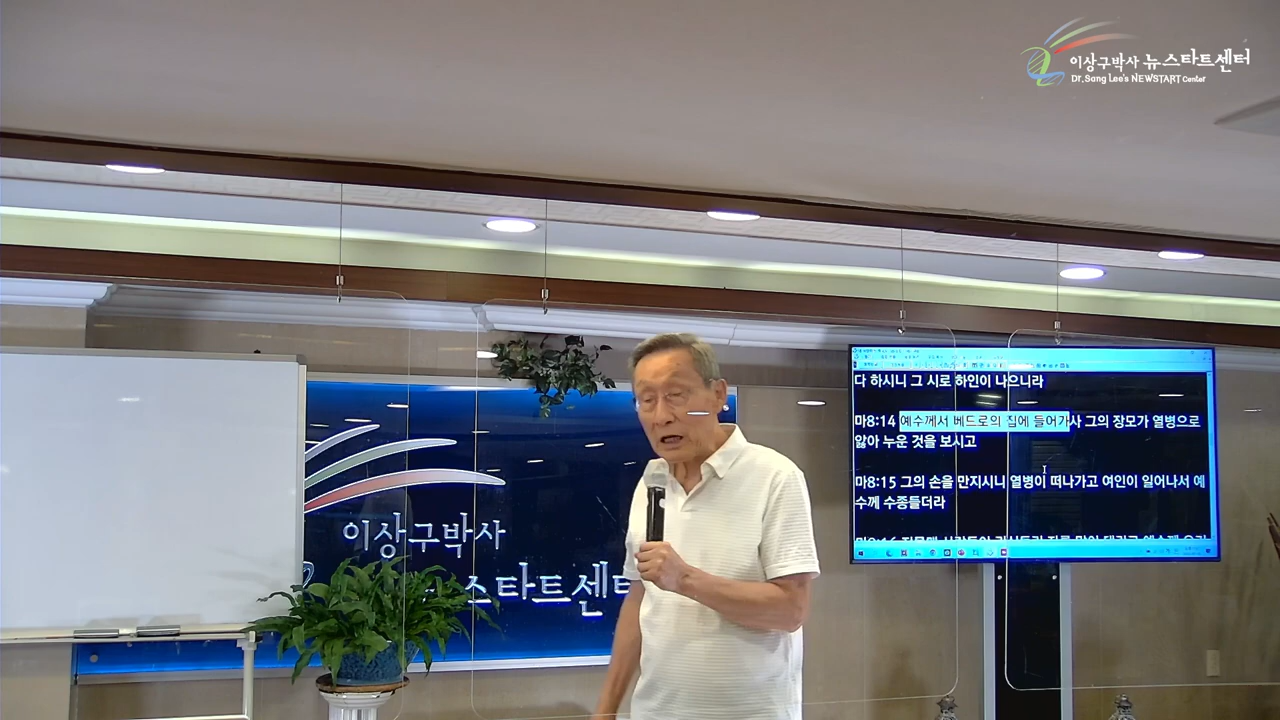 이상구박사 뉴스타트센터
Dr. Sang Lee's NEWSTART Center
다 하시니 그 시로 하인이 나으니라
마8:14 예수께서 베드로의 집에 들어가사 그의 장모가 열병으로
앓아 누운 것을 보시고
마8:15 그의 손을 만지시니 열병이 떠나가고 여인이 일어나서 예
수께 수종들더라
이상구박사
스타트센터